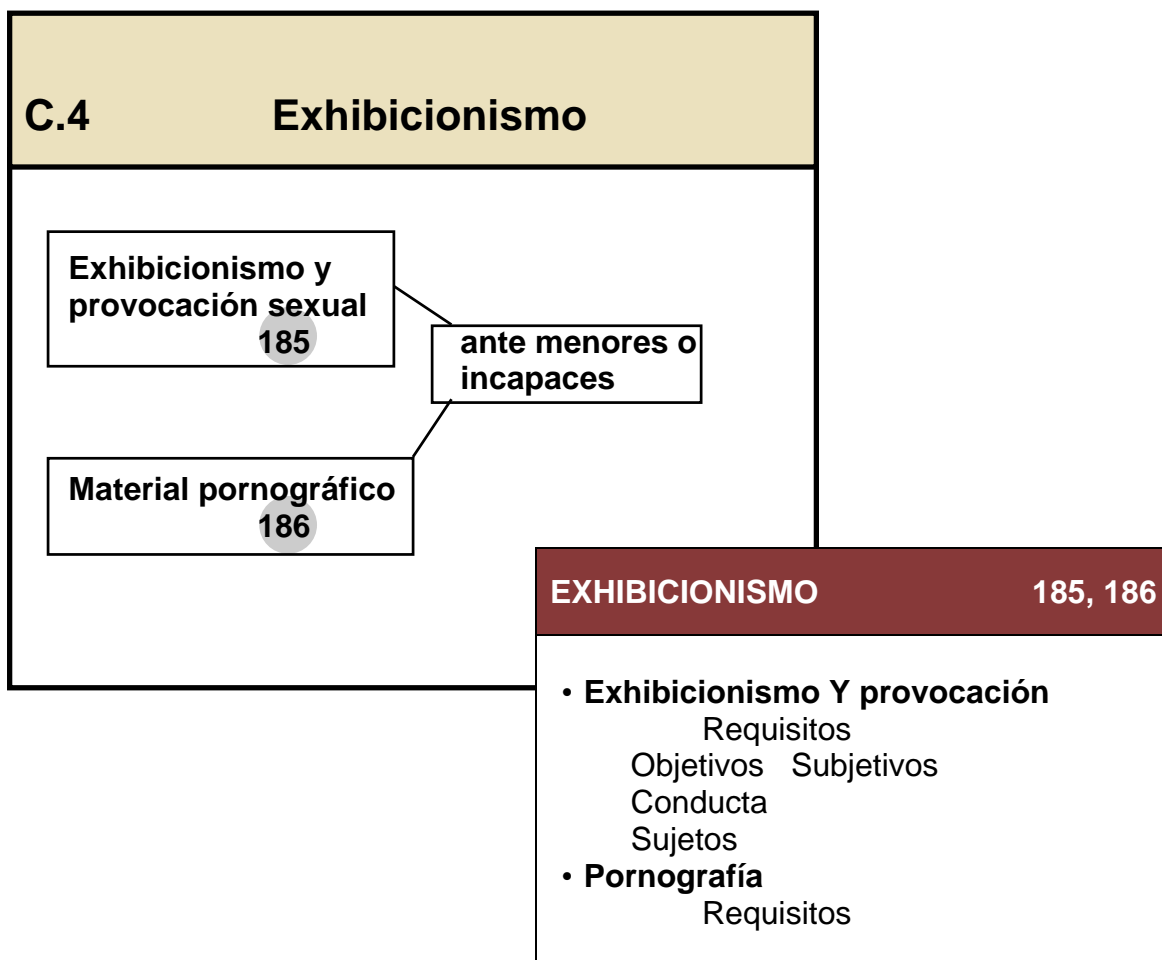 C.4 Exhibicionismo
Exhibicionismo y
provocación sexual
185
ante menores o
incapaces
Material pornográfico
186
EXHIBICIONISMO 185, 186
• Exhibicionismo Y provocación
Requisitos
Objetivos Subjetivos
Conducta
Sujetos
• Pornografía
Requisitos